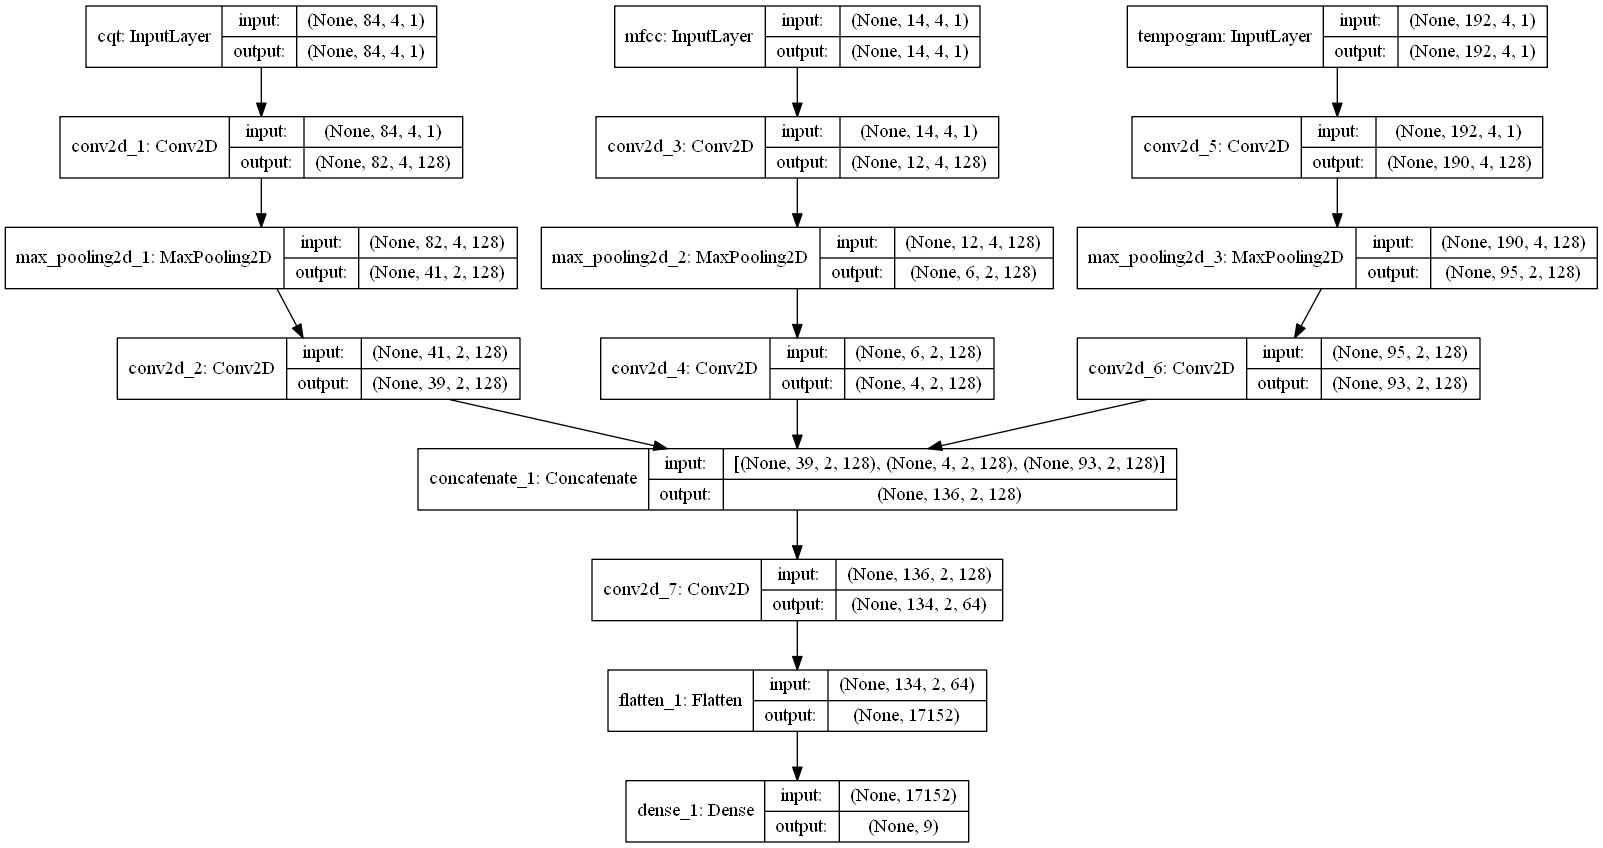 cqt: InputLayer
input: (None, 84, 4, 1)
output: (None, 84, 4, 1)
mfcc: InputLayer
input: (None, 14, 4, 1)
output: (None, 14, 4, 1)
tempogram: InputLayer
input: (None, 192, 4, 1)
output: (None, 192, 4, 1)
conv2d_1: Conv2D
input: (None, 84, 4, 1)
output: (None, 82, 4, 128)
conv2d_3: Conv2D
input: (None, 14, 4, 1)
output: (None, 12, 4, 128)
conv2d_5: Conv2D
input: (None, 192, 4, 1)
output: (None, 190, 4, 128)
max_pooling2d_1: MaxPooling2D
input: (None, 82, 4, 128)
output: (None, 41, 2, 128)
max_pooling2d_2: MaxPooling2D
input: (None, 12, 4, 128)
output: (None, 6, 2, 128)
max_pooling2d_3: MaxPooling2D
input: (None, 190, 4, 128)
output: (None, 95, 2, 128)
conv2d_2: Conv2D
input: (None, 41, 2, 128)
output: (None, 39, 2, 128)
conv2d_4: Conv2D
input: (None, 6, 2, 128)
output: (None, 4, 2, 128)
conv2d_6: Conv2D
input: (None, 95, 2, 128)
output: (None, 93, 2, 128)
concatenate_1: Concatenate
input: [(None, 39, 2, 128), (None, 4, 2, 128), (None, 93, 2, 128)]
output: (None, 136, 2, 128)
conv2d_7: Conv2D
input: (None, 136, 2, 128)
output: (None, 134, 2, 64)
flatten_1: Flatten
input: (None, 134, 2, 64)
output: (None, 17152)
dense_1: Dense
input: (None, 17152)
output: (None, 9)